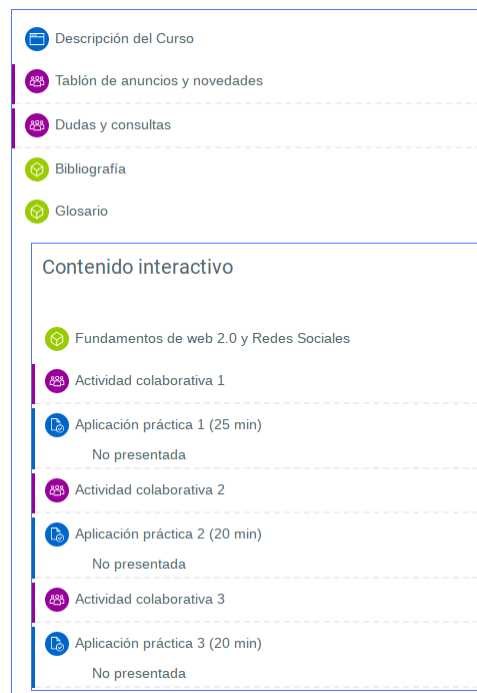 Descripción del Curso
Tablón de anuncios y novedades
Dudas y consultas
Bibliografía
Glosario
Contenido interactivo
Fundamentos de web 2.0 y Redes Sociales
Actividad colaborativa 1
Aplicación práctica 1 (25 min)
No presentada
Actividad colaborativa 2
Aplicación práctica 2 (20 min)
No presentada
Actividad colaborativa 3
Aplicación práctica 3 (20 min)
No presentada